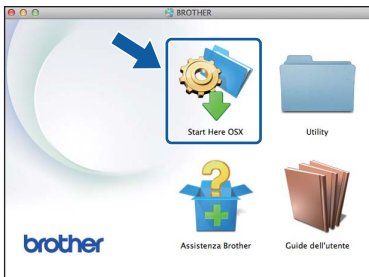 BROTHER
Start Here OSX
Utility
Assistenza Brother
Guide dell'utente
brother